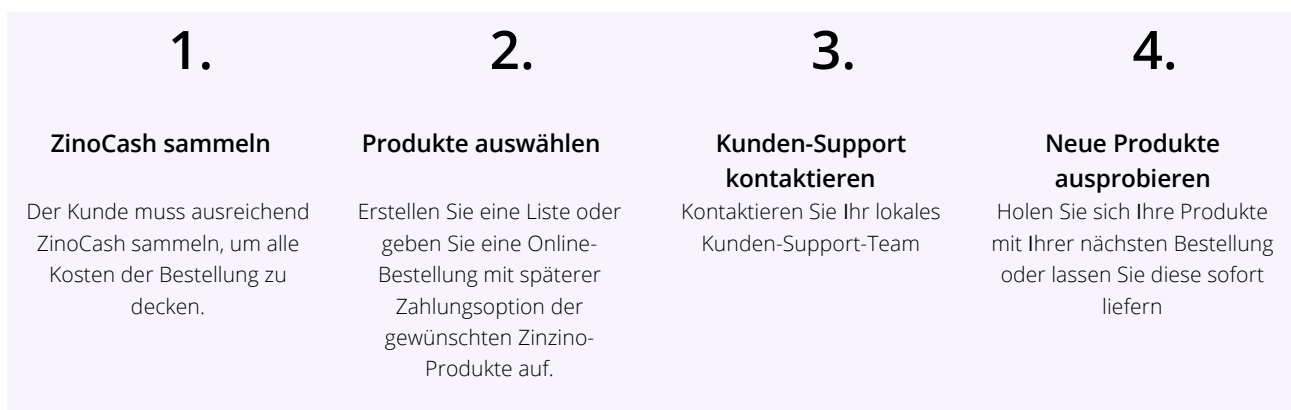 1.
ZinoCash sammeln
Der Kunde muss ausreichend
ZinoCash sammeln, um alle
Kosten der Bestellung zu
decken.
2.
Produkte auswählen
Erstellen Sie eine Liste oder
geben Sie eine Online-
Bestellung mit späterer
Zahlungsoption der
gewünschten Zinzino-
Produkte auf.
3.
Kunden-Support
kontaktieren
Kontaktieren Sie Ihr lokales
Kunden-Support-Team
4.
Neue Produkte
ausprobieren
Holen Sie sich Ihre Produkte
mit Ihrer nächsten Bestellung
oder lassen Sie diese sofort
liefern